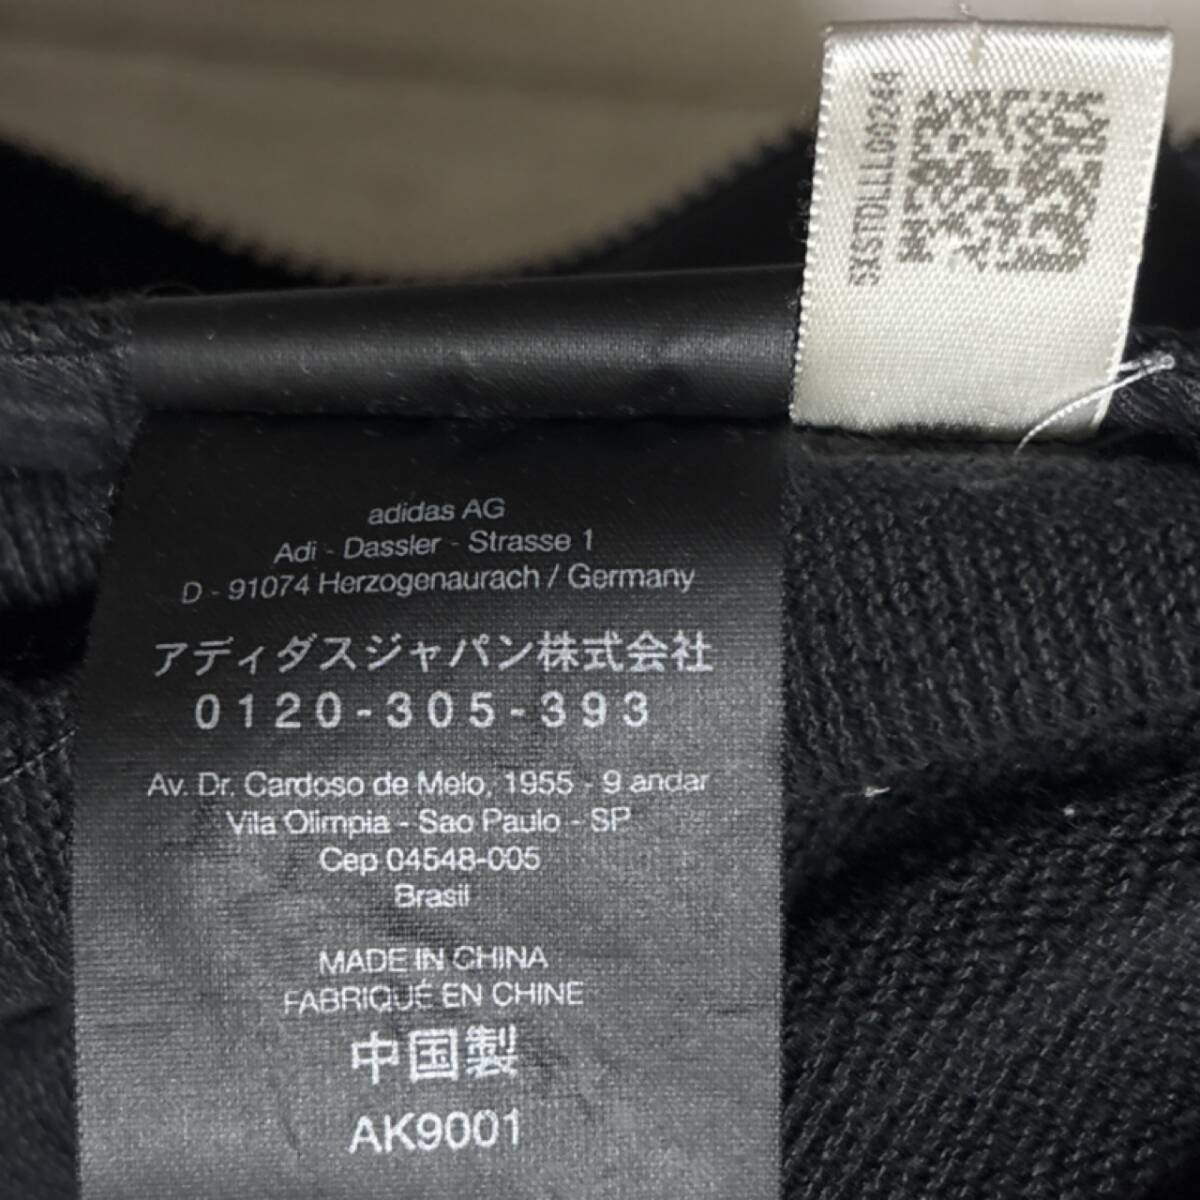 adidas AG
Adi - Dassler - Strasse 1
D - 91074 Herzogenaurach / Germany
アディダスジャパン株式会社
0120-305-393
Av. Dr. Cardoso de Melo, 1955 - 9 andar
Vila Olimpia - Sao Paulo - SP
Cep 04548-005
Brasil
MADE IN CHINA
FABRIQUÉ EN CHINE
中国製
AK9001